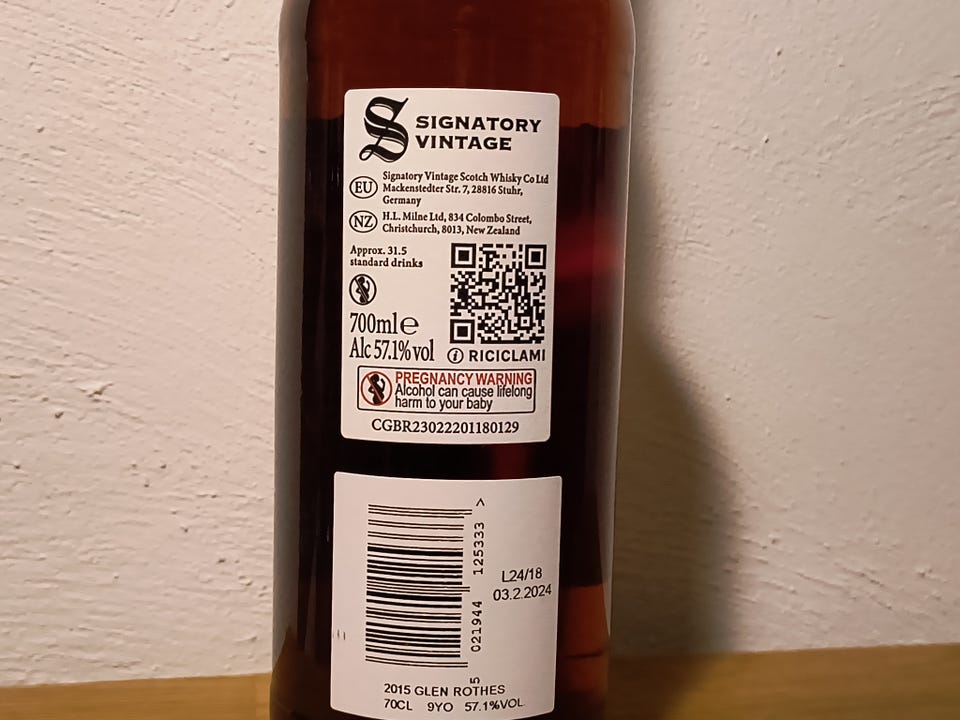 S SIGNATORY
VINTAGE
EU Signatory Vintage Scotch Whisky Co Ltd
Mackenstedter Str. 7, 28816 Stuhr,
Germany
NZ H.L. Milne Ltd, 834 Colombo Street,
Christchurch, 8013, New Zealand
Approx. 31.5
standard drinks
700ml e
Alc 57.1% vol
i RICICLAMI
PREGNANCY WARNING
Alcohol can cause lifelong
harm to your baby
CGBR23022201180129
5 021944 125333 >
L24/18
03.2.2024
2015 GLEN ROTHES
70CL 9YO 57.1%VOL